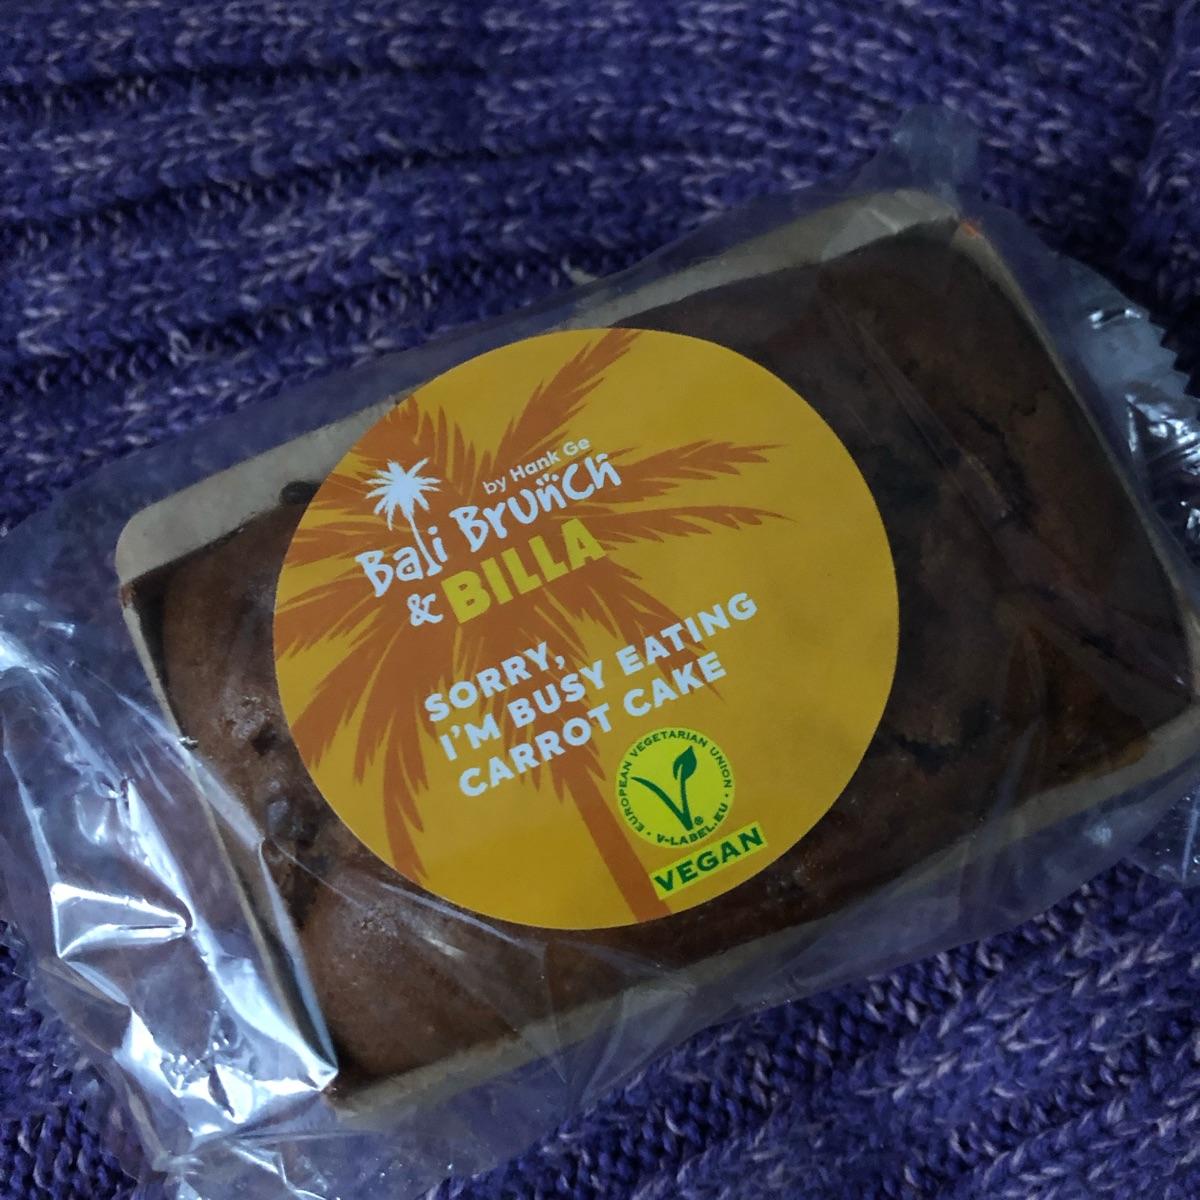 by Hank Ge
Bali Brunch
& BILLA
SORRY,
I'M BUSY EATING
CARROT CAKE
EUROPEAN VEGETARIAN UNION
V-LABEL.EU
VEGAN